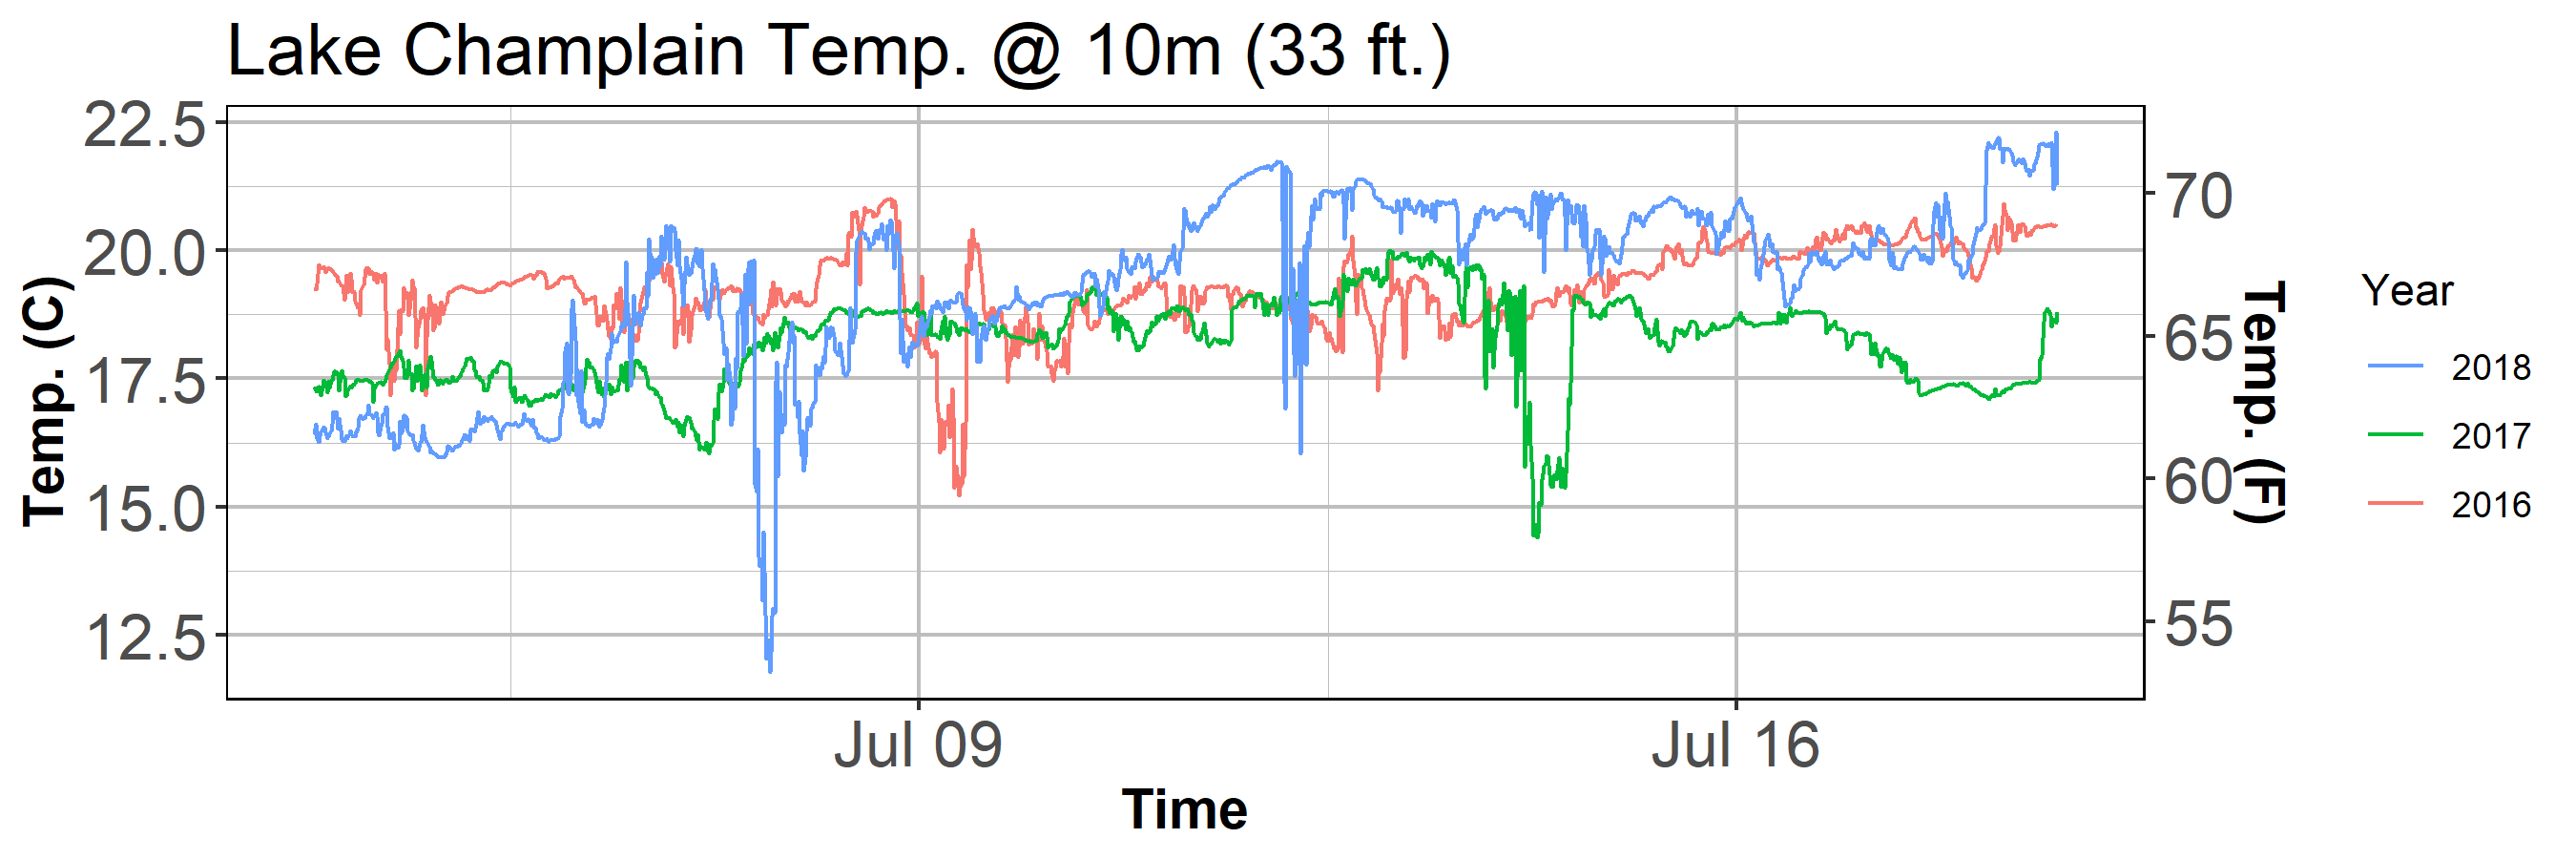 Lake Champlain Temp. @ 10m (33 ft.)
Temp. (C)
22.5
20.0
17.5
15.0
12.5
70
65
60
55
Temp. (F)
Jul 09
Jul 16
Time
Year
2018
2017
2016